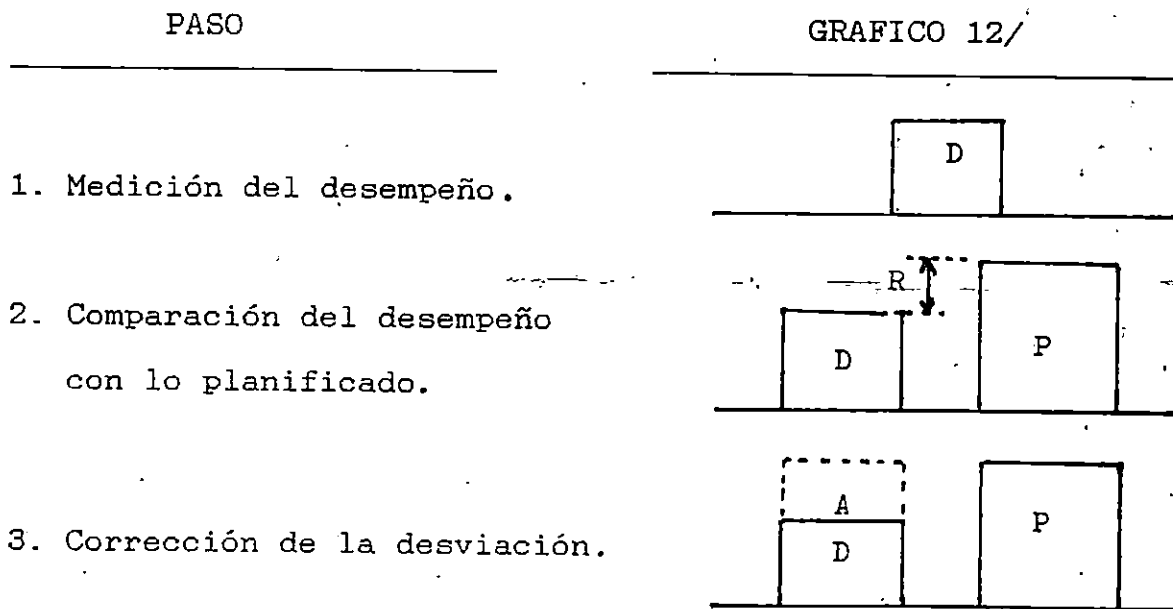 PASO
GRAFICO 12/
1. Medición del desempeño.
D
2. Comparación del desempeño
con lo planificado.
R
D
P
3. Corrección de la desviación.
A
D
P